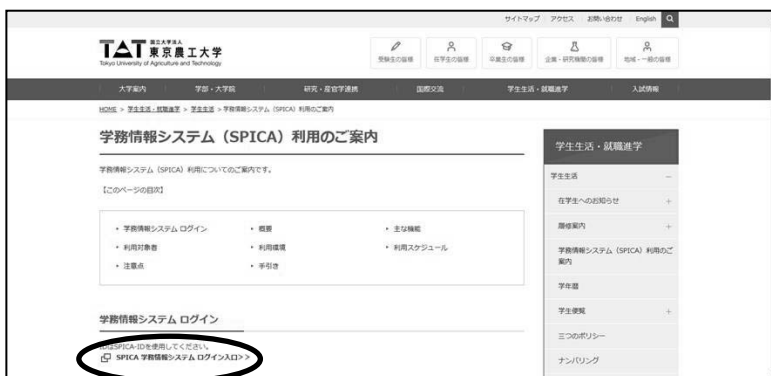 サイトマップ アクセス お問い合わせ English
TAT 国立大学法人 東京農工大学
Tokyo University of Agriculture and Technology
受験生の皆様 在学生の皆様 卒業生の皆様 企業・研究機関の皆様 地域・一般の皆様
大学案内 学部・大学院 研究・産官学連携 国際交流 学生生活・就職進学 入試情報
HOME > 学生生活・就職進学 > 学生生活 > 学務情報システム（SPICA）利用のご案内
学務情報システム（SPICA）利用のご案内
学務情報システム（SPICA）利用についてのご案内です。
【このページの目次】
・ 学務情報システム ログイン ・ 概要 ・ 主な機能
・ 利用対象者 ・ 利用環境 ・ 利用スケジュール
・ 注意点 ・ 手引き
学務情報システム ログイン
IDはSPICA-IDを使用してください。
SPICA 学務情報システム ログイン入口>>
学生生活・就職進学
学生生活 −
在学生へのお知らせ +
履修案内 +
学務情報システム（SPICA）利用のご
案内
学年暦
学生便覧 +
三つのポリシー
ナンバリング